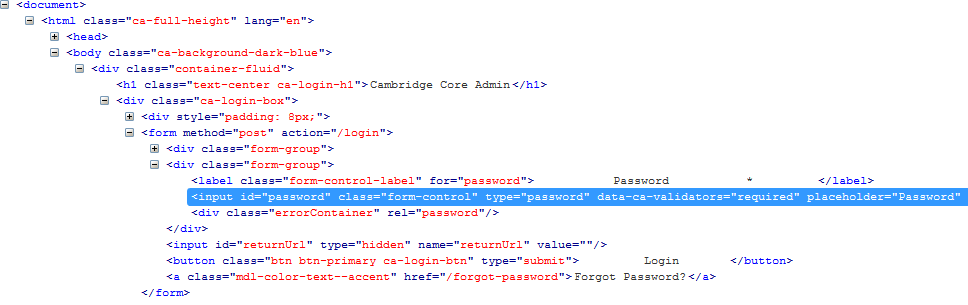 <document>
<html class="ca-full-height" lang="en">
<head>
<body class="ca-background-dark-blue">
<div class="container-fluid">
<h1 class="text-center ca-login-h1">Cambridge Core Admin</h1>
<div class="ca-login-box">
<div style="padding: 8px;">
<form method="post" action="/login">
<div class="form-group">
<div class="form-group">
<label class="form-control-label" for="password"> Password * </label>
<input id="password" class="form-control" type="password" data-ca-validators="required" placeholder="Password"
<div class="errorContainer" rel="password"/>
</div>
<input id="returnUrl" type="hidden" name="returnUrl" value=""/>
<button class="btn btn-primary ca-login-btn" type="submit"> Login </button>
<a class="mdl-color-text--accent" href="/forgot-password">Forgot Password?</a>
</form>